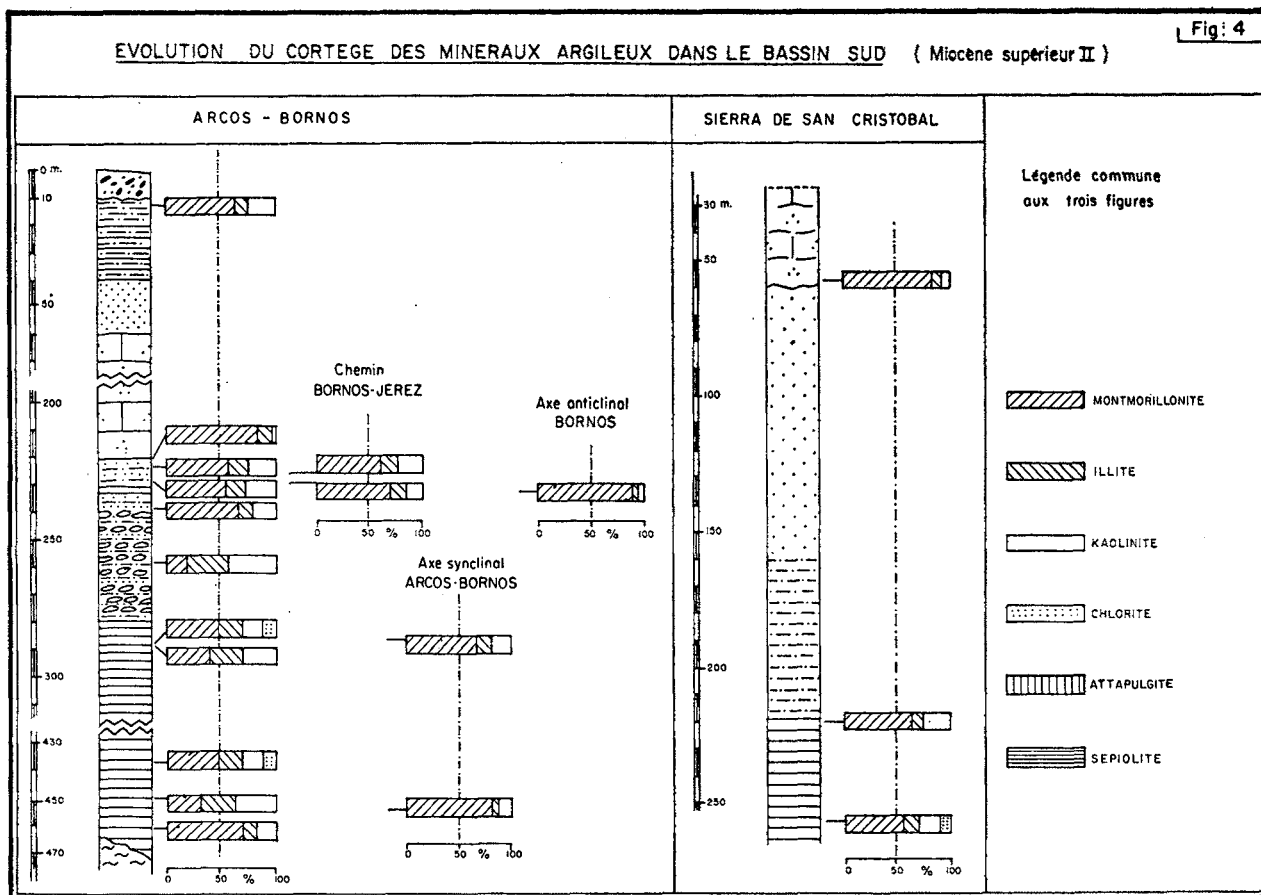 Fig: 4
EVOLUTION DU CORTEGE DES MINERAUX ARGILEUX DANS LE BASSIN SUD ( Miocène supérieur II )
ARCOS - BORNOS
SIERRA DE SAN CRISTOBAL
0 m.
10
50
200
250
300
430
450
470
0 50 % 100
Chemin
BORNOS-JEREZ
0 50 % 100
Axe anticlinal
BORNOS
0 50 % 100
Axe synclinal
ARCOS-BORNOS
0 50 % 100
30 m.
50
100
150
200
250
0 50 % 100
Légende commune
aux trois figures
MONTMORILLONITE
ILLITE
KAOLINITE
CHLORITE
ATTAPULGITE
SEPIOLITE